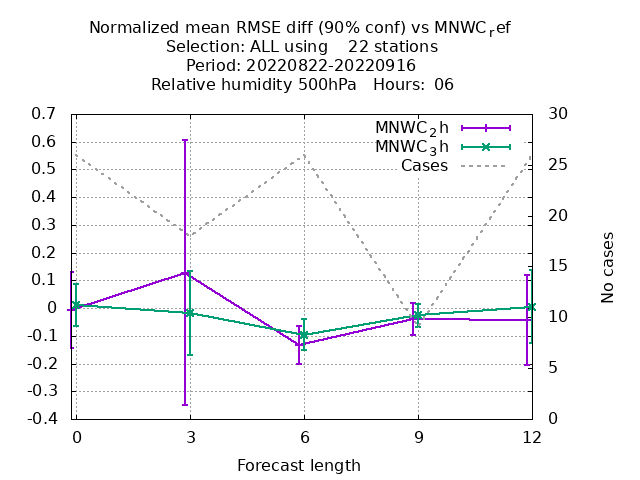 Normalized mean RMSE diff (90% conf) vs MNWC_ref
Selection: ALL using    22 stations
Period: 20220822-20220916
Relative humidity 500hPa   Hours:  06
MNWC_2h
MNWC_3h
Cases
0.7
0.6
0.5
0.4
0.3
0.2
0.1
0
-0.1
-0.2
-0.3
-0.4
30
25
20
15
10
5
0
No cases
0 3 6 9 12
Forecast length